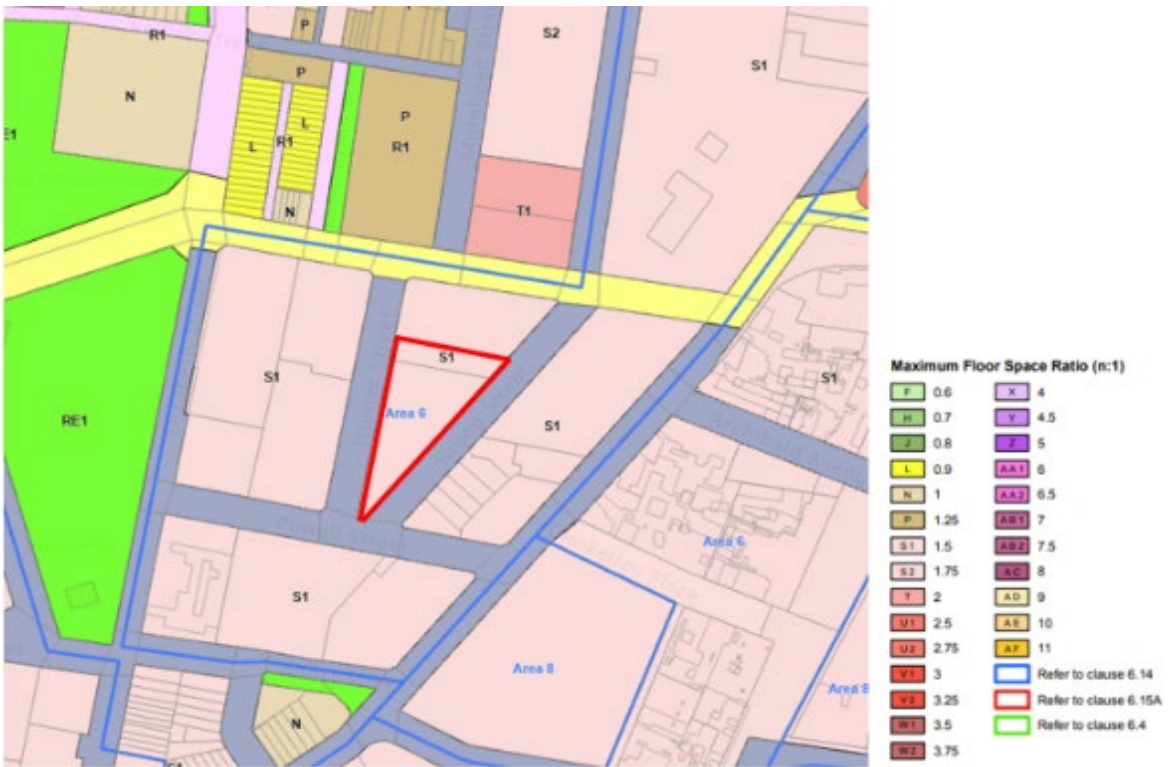 R1
P
S2
S1
N
P
P
L
L
R1
R1
N
T1
S1
S1
S1
RE1
Area 6
S1
Powell Street
S1
Area 6
Area 8
Area 8
N
Maximum Floor Space Ratio (n:1)
F 0.6
H 0.7
J 0.8
L 0.9
N 1
P 1.25
S1 1.5
S2 1.75
T 2
U1 2.5
U2 2.75
V1 3
V2 3.25
W1 3.5
W2 3.75
X 4
Y 4.5
Z 5
AA1 6
AA2 6.5
AB1 7
AB2 7.5
AC 8
AD 9
AE 10
AF 11
Refer to clause 6.14
Refer to clause 6.15A
Refer to clause 6.4